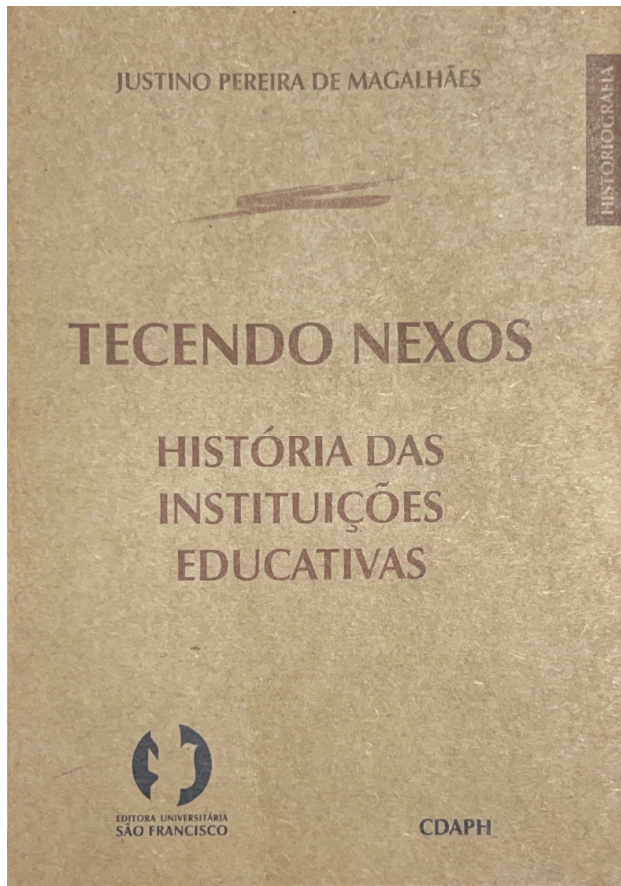 JUSTINO PEREIRA DE MAGALHÃES
HISTORIOGRAFIA
TECENDO NEXOS
HISTÓRIA DAS
INSTITUIÇÕES
EDUCATIVAS
EDITORA UNIVERSITÁRIA
SÃO FRANCISCO
CDAPH